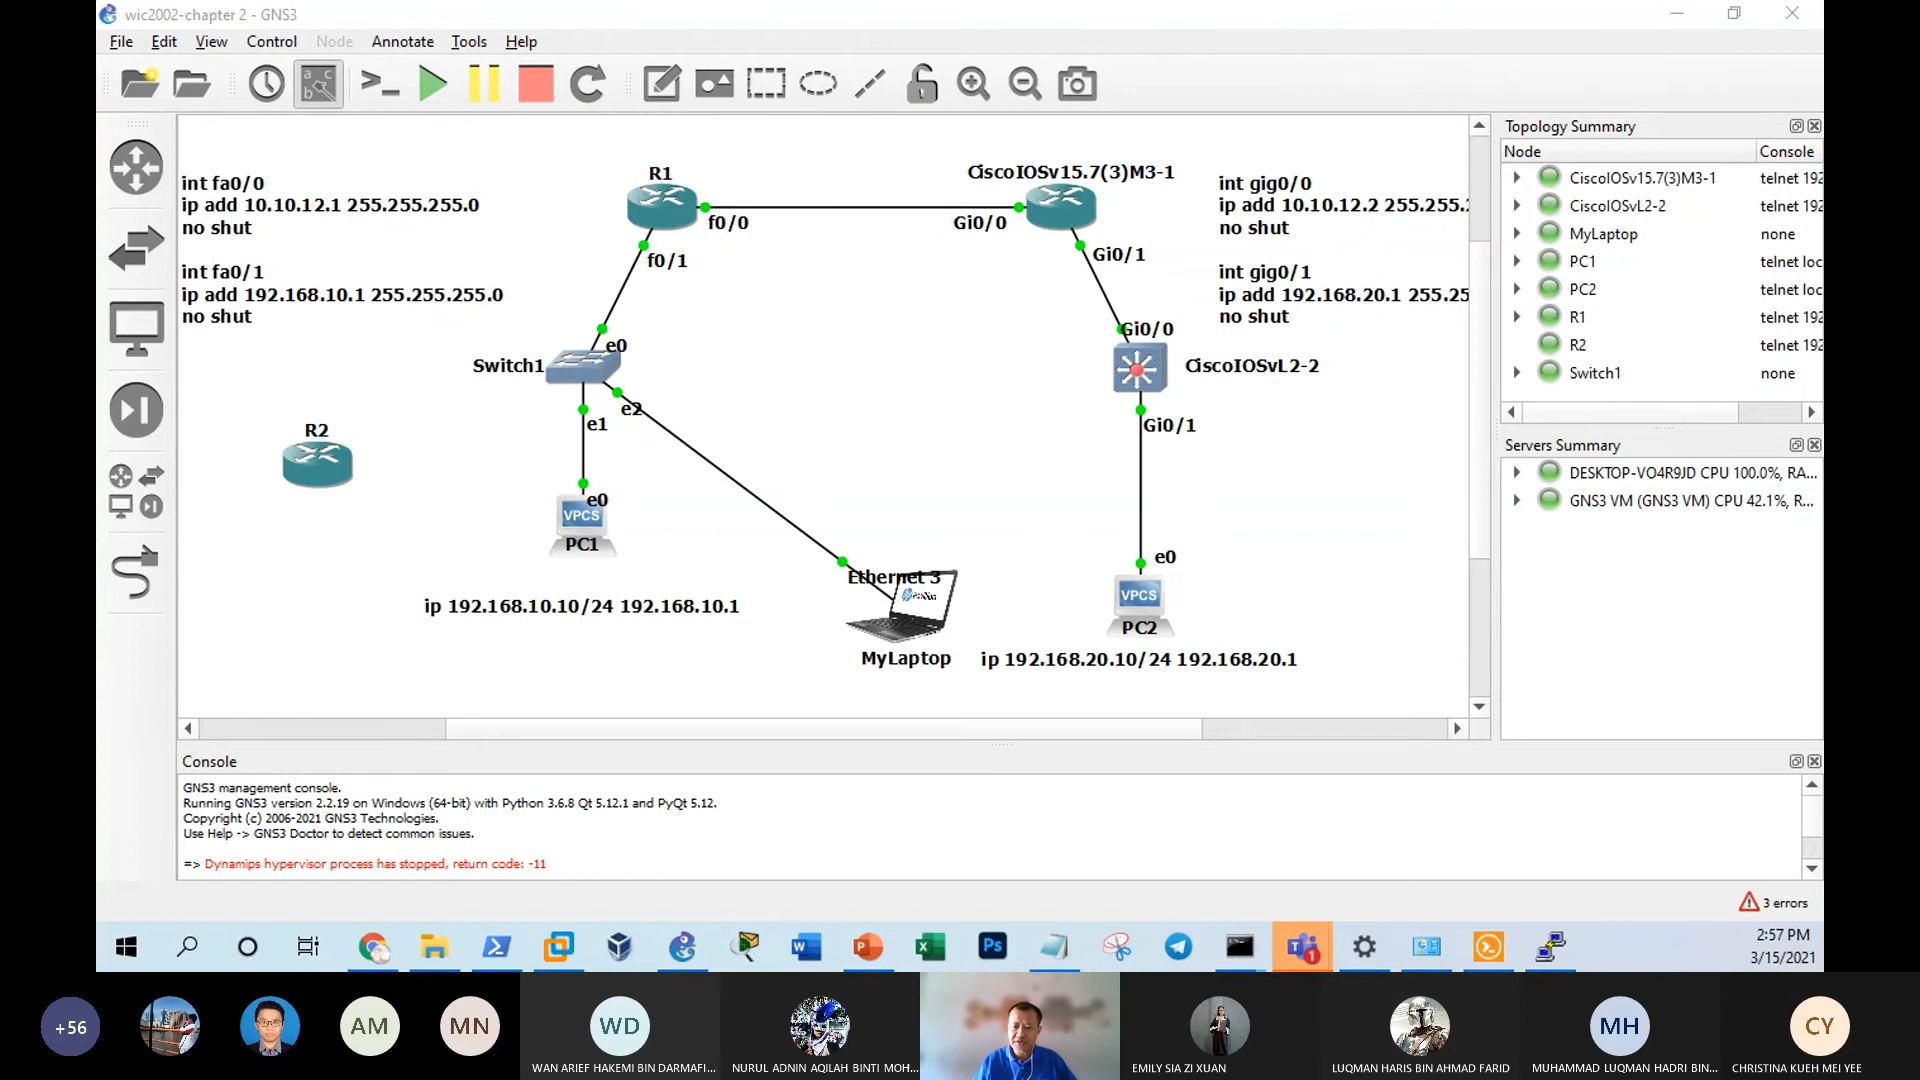 wic2002-chapter 2 - GNS3
File Edit View Control Node Annotate Tools Help
int fa0/0
ip add 10.10.12.1 255.255.255.0
no shut
int fa0/1
ip add 192.168.10.1 255.255.255.0
no shut
R1
f0/0
f0/1
CiscoIOSv15.7(3)M3-1
Gi0/0
Gi0/1
int gig0/0
ip add 10.10.12.2 255.255.
no shut
int gig0/1
ip add 192.168.20.1 255.25
no shut
Switch1
e0
e2
e1
Gi0/0
CiscoIOSvL2-2
Gi0/1
R2
e0
VPCS
PC1
ip 192.168.10.10/24 192.168.10.1
Ethernet 3
MyLaptop
e0
VPCS
PC2
ip 192.168.20.10/24 192.168.20.1
Topology Summary
Node Console
CiscoIOSv15.7(3)M3-1 telnet 192
CiscoIOSvL2-2 telnet 192
MyLaptop none
PC1 telnet loc
PC2 telnet loc
R1 telnet 192
R2 telnet 192
Switch1 none
Servers Summary
DESKTOP-VO4R9JD CPU 100.0%, RA...
GNS3 VM (GNS3 VM) CPU 42.1%, R...
Console
GNS3 management console.
Running GNS3 version 2.2.19 on Windows (64-bit) with Python 3.6.8 Qt 5.12.1 and PyQt 5.12.
Copyright (c) 2006-2021 GNS3 Technologies.
Use Help -> GNS3 Doctor to detect common issues.
=> Dynamips hypervisor process has stopped, return code: -11
3 errors
2:57 PM
3/15/2021
+56
AM
MN
WD
WAN ARIEF HAKEMI BIN DARMAFI...
NURUL ADNIN AQILAH BINTI MOH...
EMILY SIA ZI XUAN
LUQMAN HARIS BIN AHMAD FARID
MH
MUHAMMAD LUQMAN HADRI BIN...
CY
CHRISTINA KUEH MEI YEE